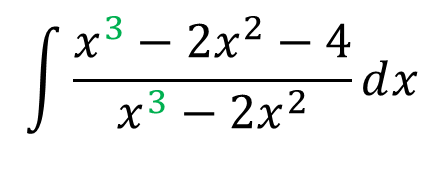 ∫ (x³ − 2x² − 4)/(x³ − 2x²) dx